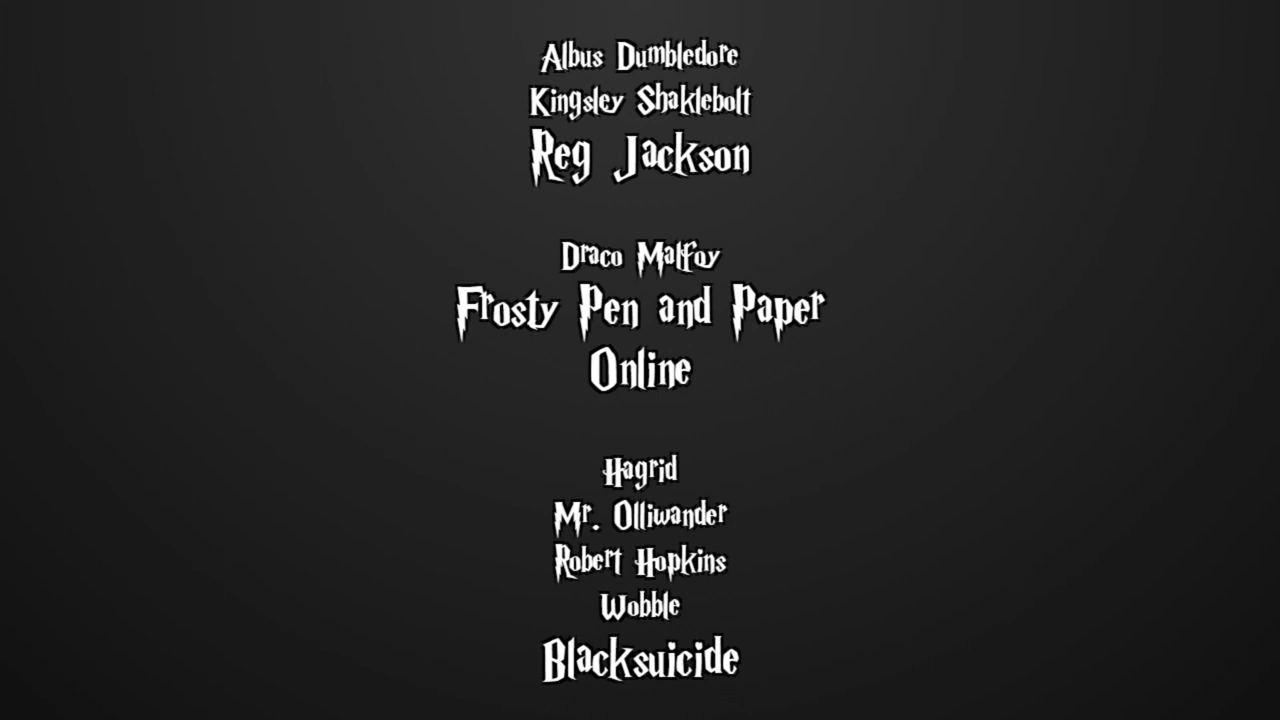 Albus Dumbledore
Kingsley Shaklebolt
Reg Jackson
Draco Malfoy
Frosty Pen and Paper
Online
Hagrid
Mr. Olliwander
Robert Hopkins
Wobble
Blacksuicide